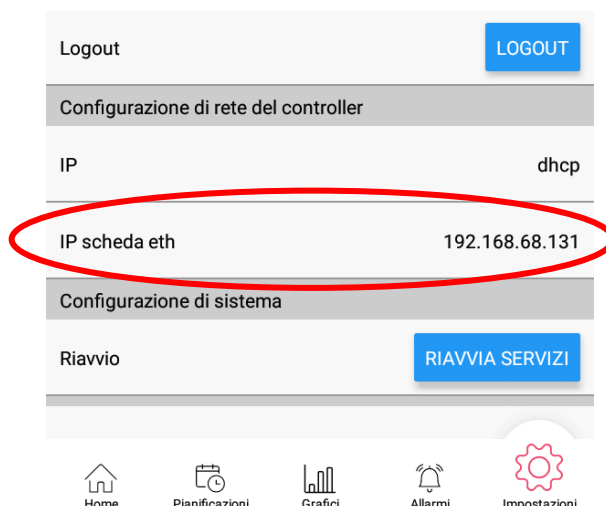 Logout LOGOUT
Configurazione di rete del controller
IP dhcp
IP scheda eth 192.168.68.131
Configurazione di sistema
Riavvio RIAVVIA SERVIZI
Home Pianificazioni Grafici Allarmi Impostazioni